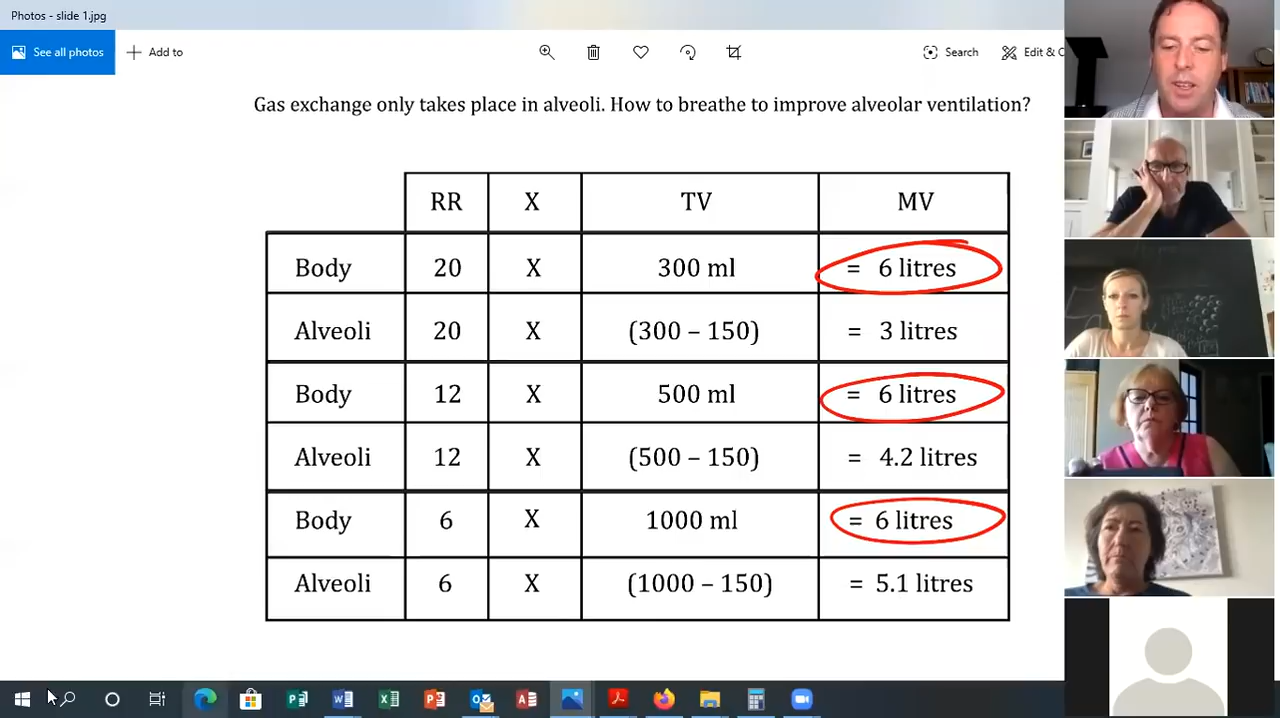 Photos - slide 1.jpg
See all photos
Add to
Search
Edit & C
Gas exchange only takes place in alveoli. How to breathe to improve alveolar ventilation?
RR X TV MV
Body 20 X 300 ml = 6 litres
Alveoli 20 X (300 – 150) = 3 litres
Body 12 X 500 ml = 6 litres
Alveoli 12 X (500 – 150) = 4.2 litres
Body 6 X 1000 ml = 6 litres
Alveoli 6 X (1000 – 150) = 5.1 litres